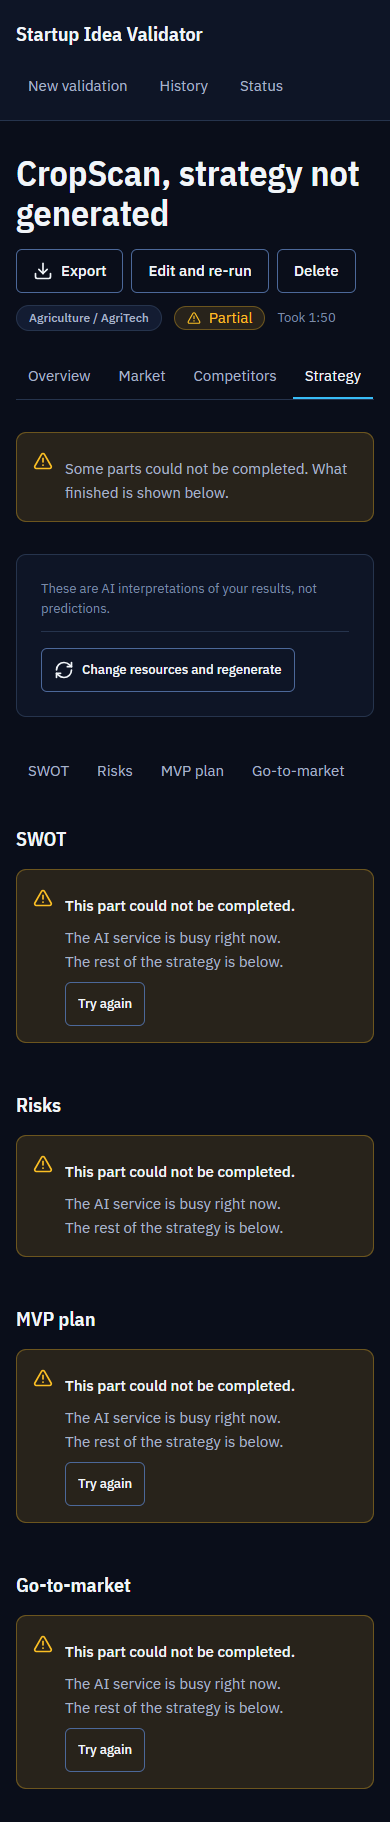 Startup Idea Validator
New validation History Status
CropScan, strategy not
generated
Export Edit and re-run Delete
Agriculture / AgriTech Partial Took 1:50
Overview Market Competitors Strategy
Some parts could not be completed. What
finished is shown below.
These are AI interpretations of your results, not
predictions.
Change resources and regenerate
SWOT Risks MVP plan Go-to-market
SWOT
This part could not be completed.
The AI service is busy right now.
The rest of the strategy is below.
Try again
Risks
This part could not be completed.
The AI service is busy right now.
The rest of the strategy is below.
MVP plan
This part could not be completed.
The AI service is busy right now.
The rest of the strategy is below.
Try again
Go-to-market
This part could not be completed.
The AI service is busy right now.
The rest of the strategy is below.
Try again